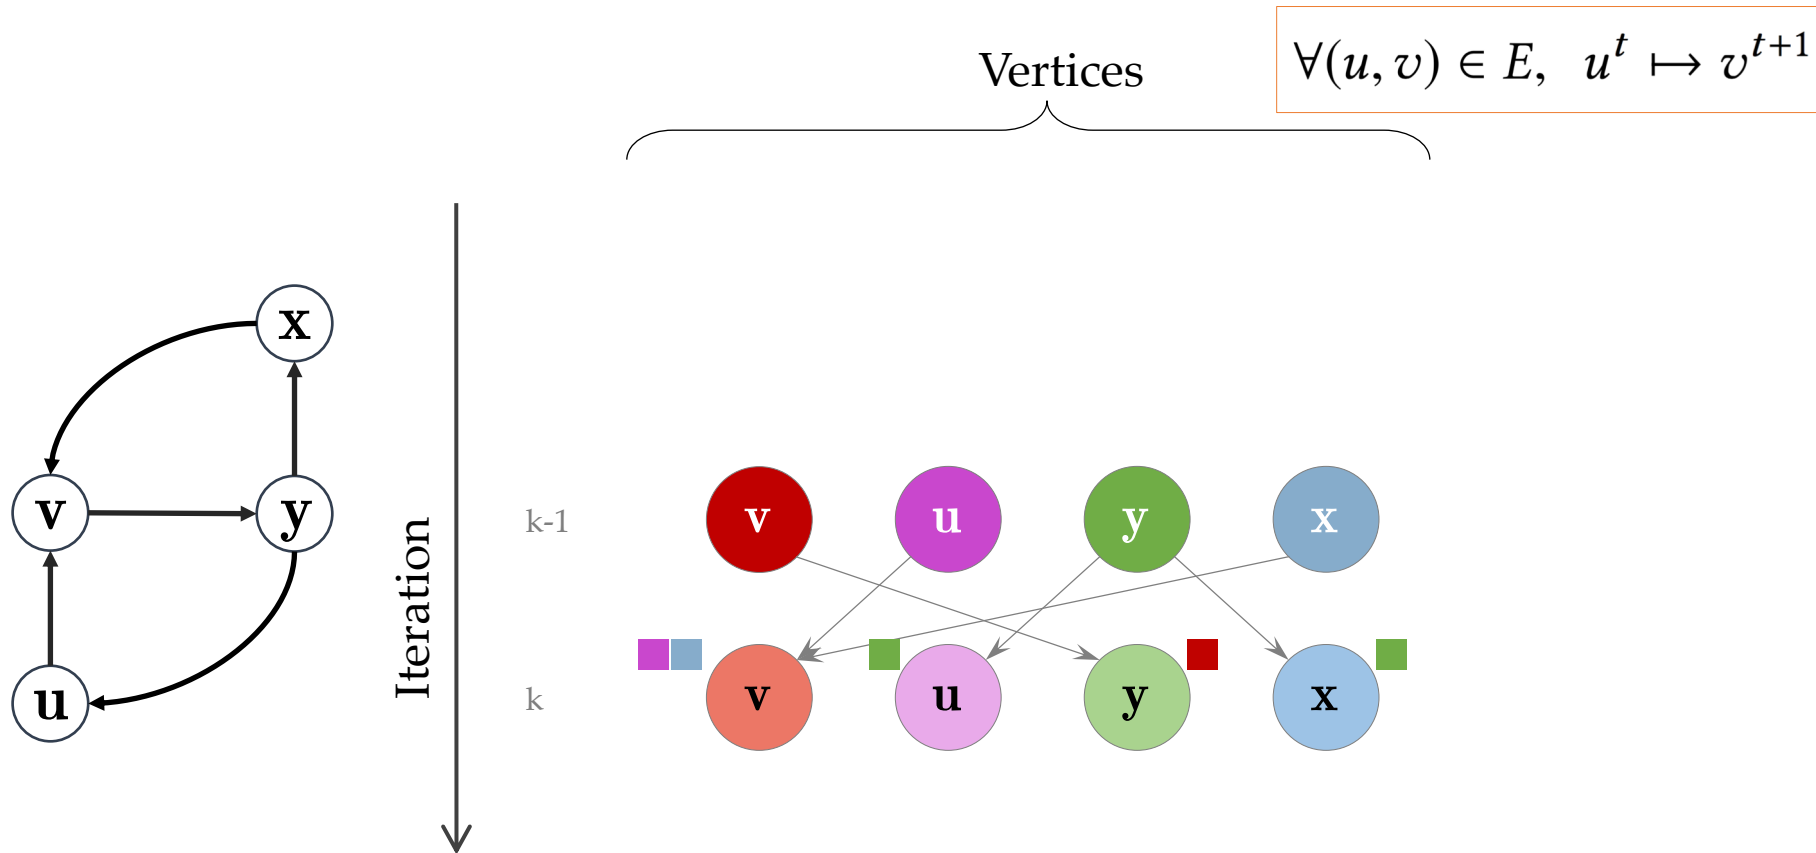 Vertices
∀(u, v) ∈ E, u^t ↦ v^{t+1}
x
v
y
u
Iteration
k-1
v
u
y
x
k
v
u
y
x